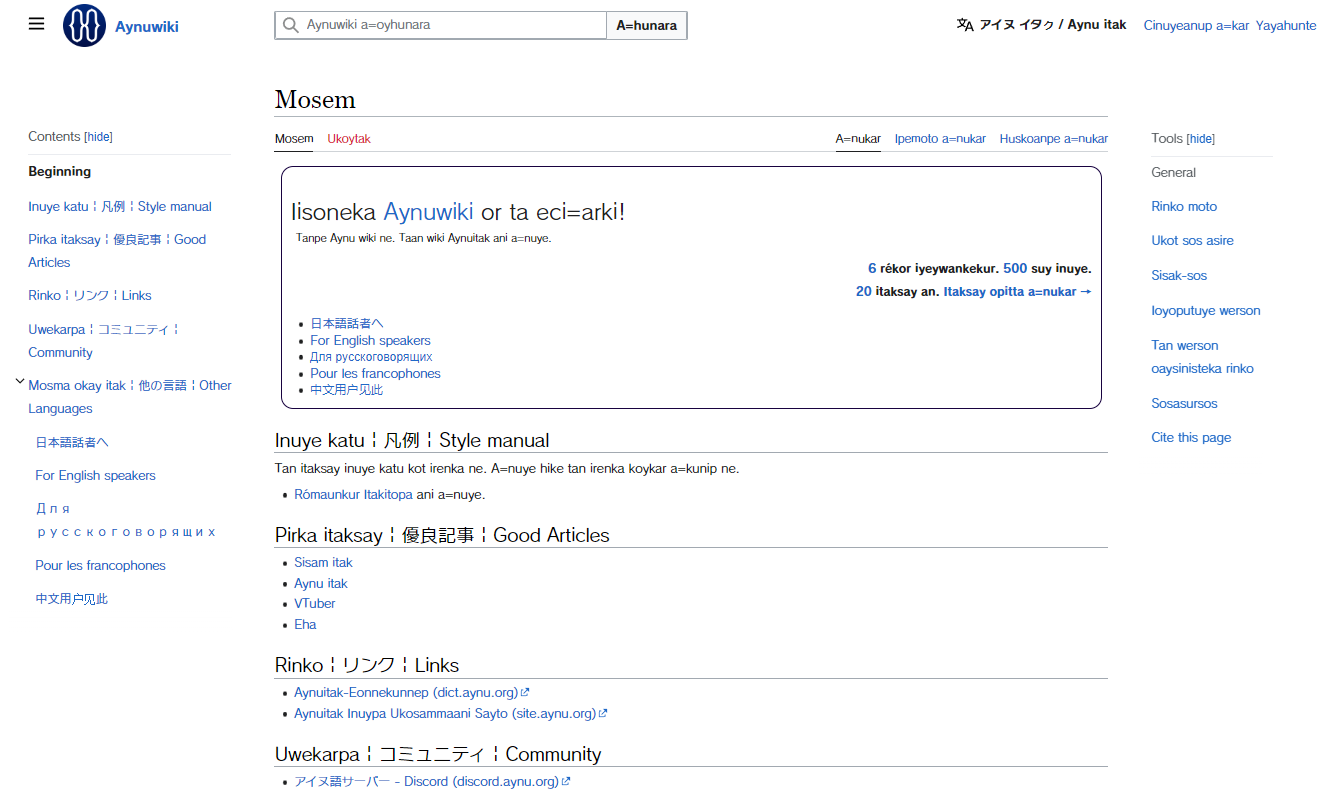 Aynuwiki
Aynuwiki a=oyhunara
A=hunara
アイヌ イタㇰ / Aynu itak
Cinuyeanup a=kar Yayahunte
Contents [hide]
Beginning
Inuye katu ¦ 凡例 ¦ Style manual
Pirka itaksay ¦ 優良記事 ¦ Good
Articles
Rinko ¦ リンク ¦ Links
Uwekarpa ¦ コミュニティ ¦
Community
Mosma okay itak ¦ 他の言語 ¦ Other
Languages
日本語話者へ
For English speakers
Для
русскоговорящих
Pour les francophones
中文用户见此
Mosem
Mosem Ukoytak
A=nukar Ipemoto a=nukar Huskoanpe a=nukar
Iisoneka Aynuwiki or ta eci=arki!
Tanpe Aynu wiki ne. Taan wiki Aynuitak ani a=nuye.
6 rékor iyeywankekur. 500 suy inuye.
20 itaksay an. Itaksay opitta a=nukar →
日本語話者へ
For English speakers
Для русскоговорящих
Pour les francophones
中文用户见此
Inuye katu ¦ 凡例 ¦ Style manual
Tan itaksay inuye katu kot irenka ne. A=nuye hike tan irenka koykar a=kunip ne.
Rómaunkur Itakitopa ani a=nuye.
Pirka itaksay ¦ 優良記事 ¦ Good Articles
Sisam itak
Aynu itak
VTuber
Eha
Rinko ¦ リンク ¦ Links
Aynuitak-Eonnekunnep (dict.aynu.org)
Aynuitak Inuypa Ukosammaani Sayto (site.aynu.org)
Uwekarpa ¦ コミュニティ ¦ Community
アイヌ語サーバー - Discord (discord.aynu.org)
Tools [hide]
General
Rinko moto
Ukot sos asire
Sisak-sos
Ioyoputuye werson
Tan werson
oaysinisteka rinko
Sosasursos
Cite this page